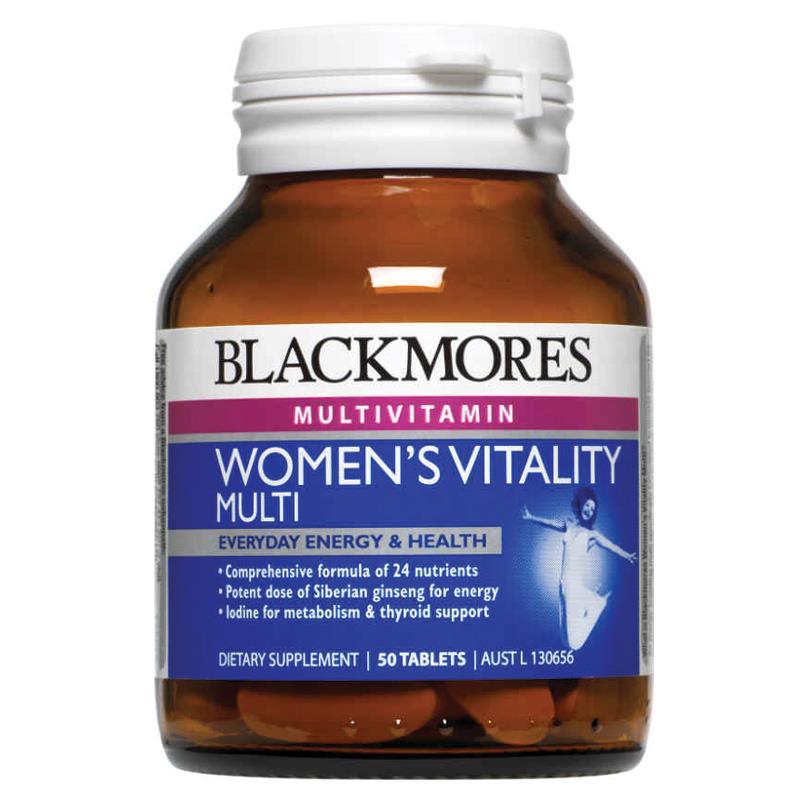 BLACKMORES
MULTIVITAMIN
WOMEN'S VITALITY
MULTI
EVERYDAY ENERGY & HEALTH
• Comprehensive formula of 24 nutrients
• Potent dose of Siberian ginseng for energy
• Iodine for metabolism & thyroid support
DIETARY SUPPLEMENT | 50 TABLETS | AUST L 130656